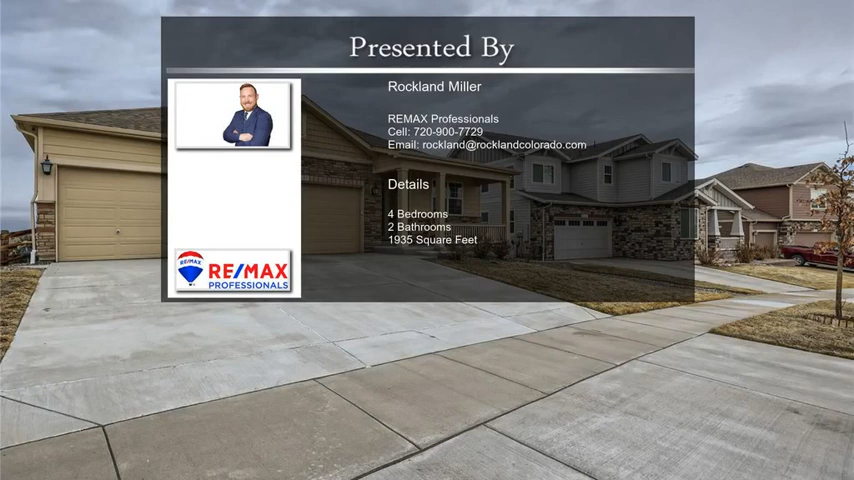 Presented By
Rockland Miller
REMAX Professionals
Cell: 720-900-7729
Email: rockland@rocklandcolorado.com
Details
4 Bedrooms
2 Bathrooms
1935 Square Feet
RE/MAX
RE/MAX
PROFESSIONALS